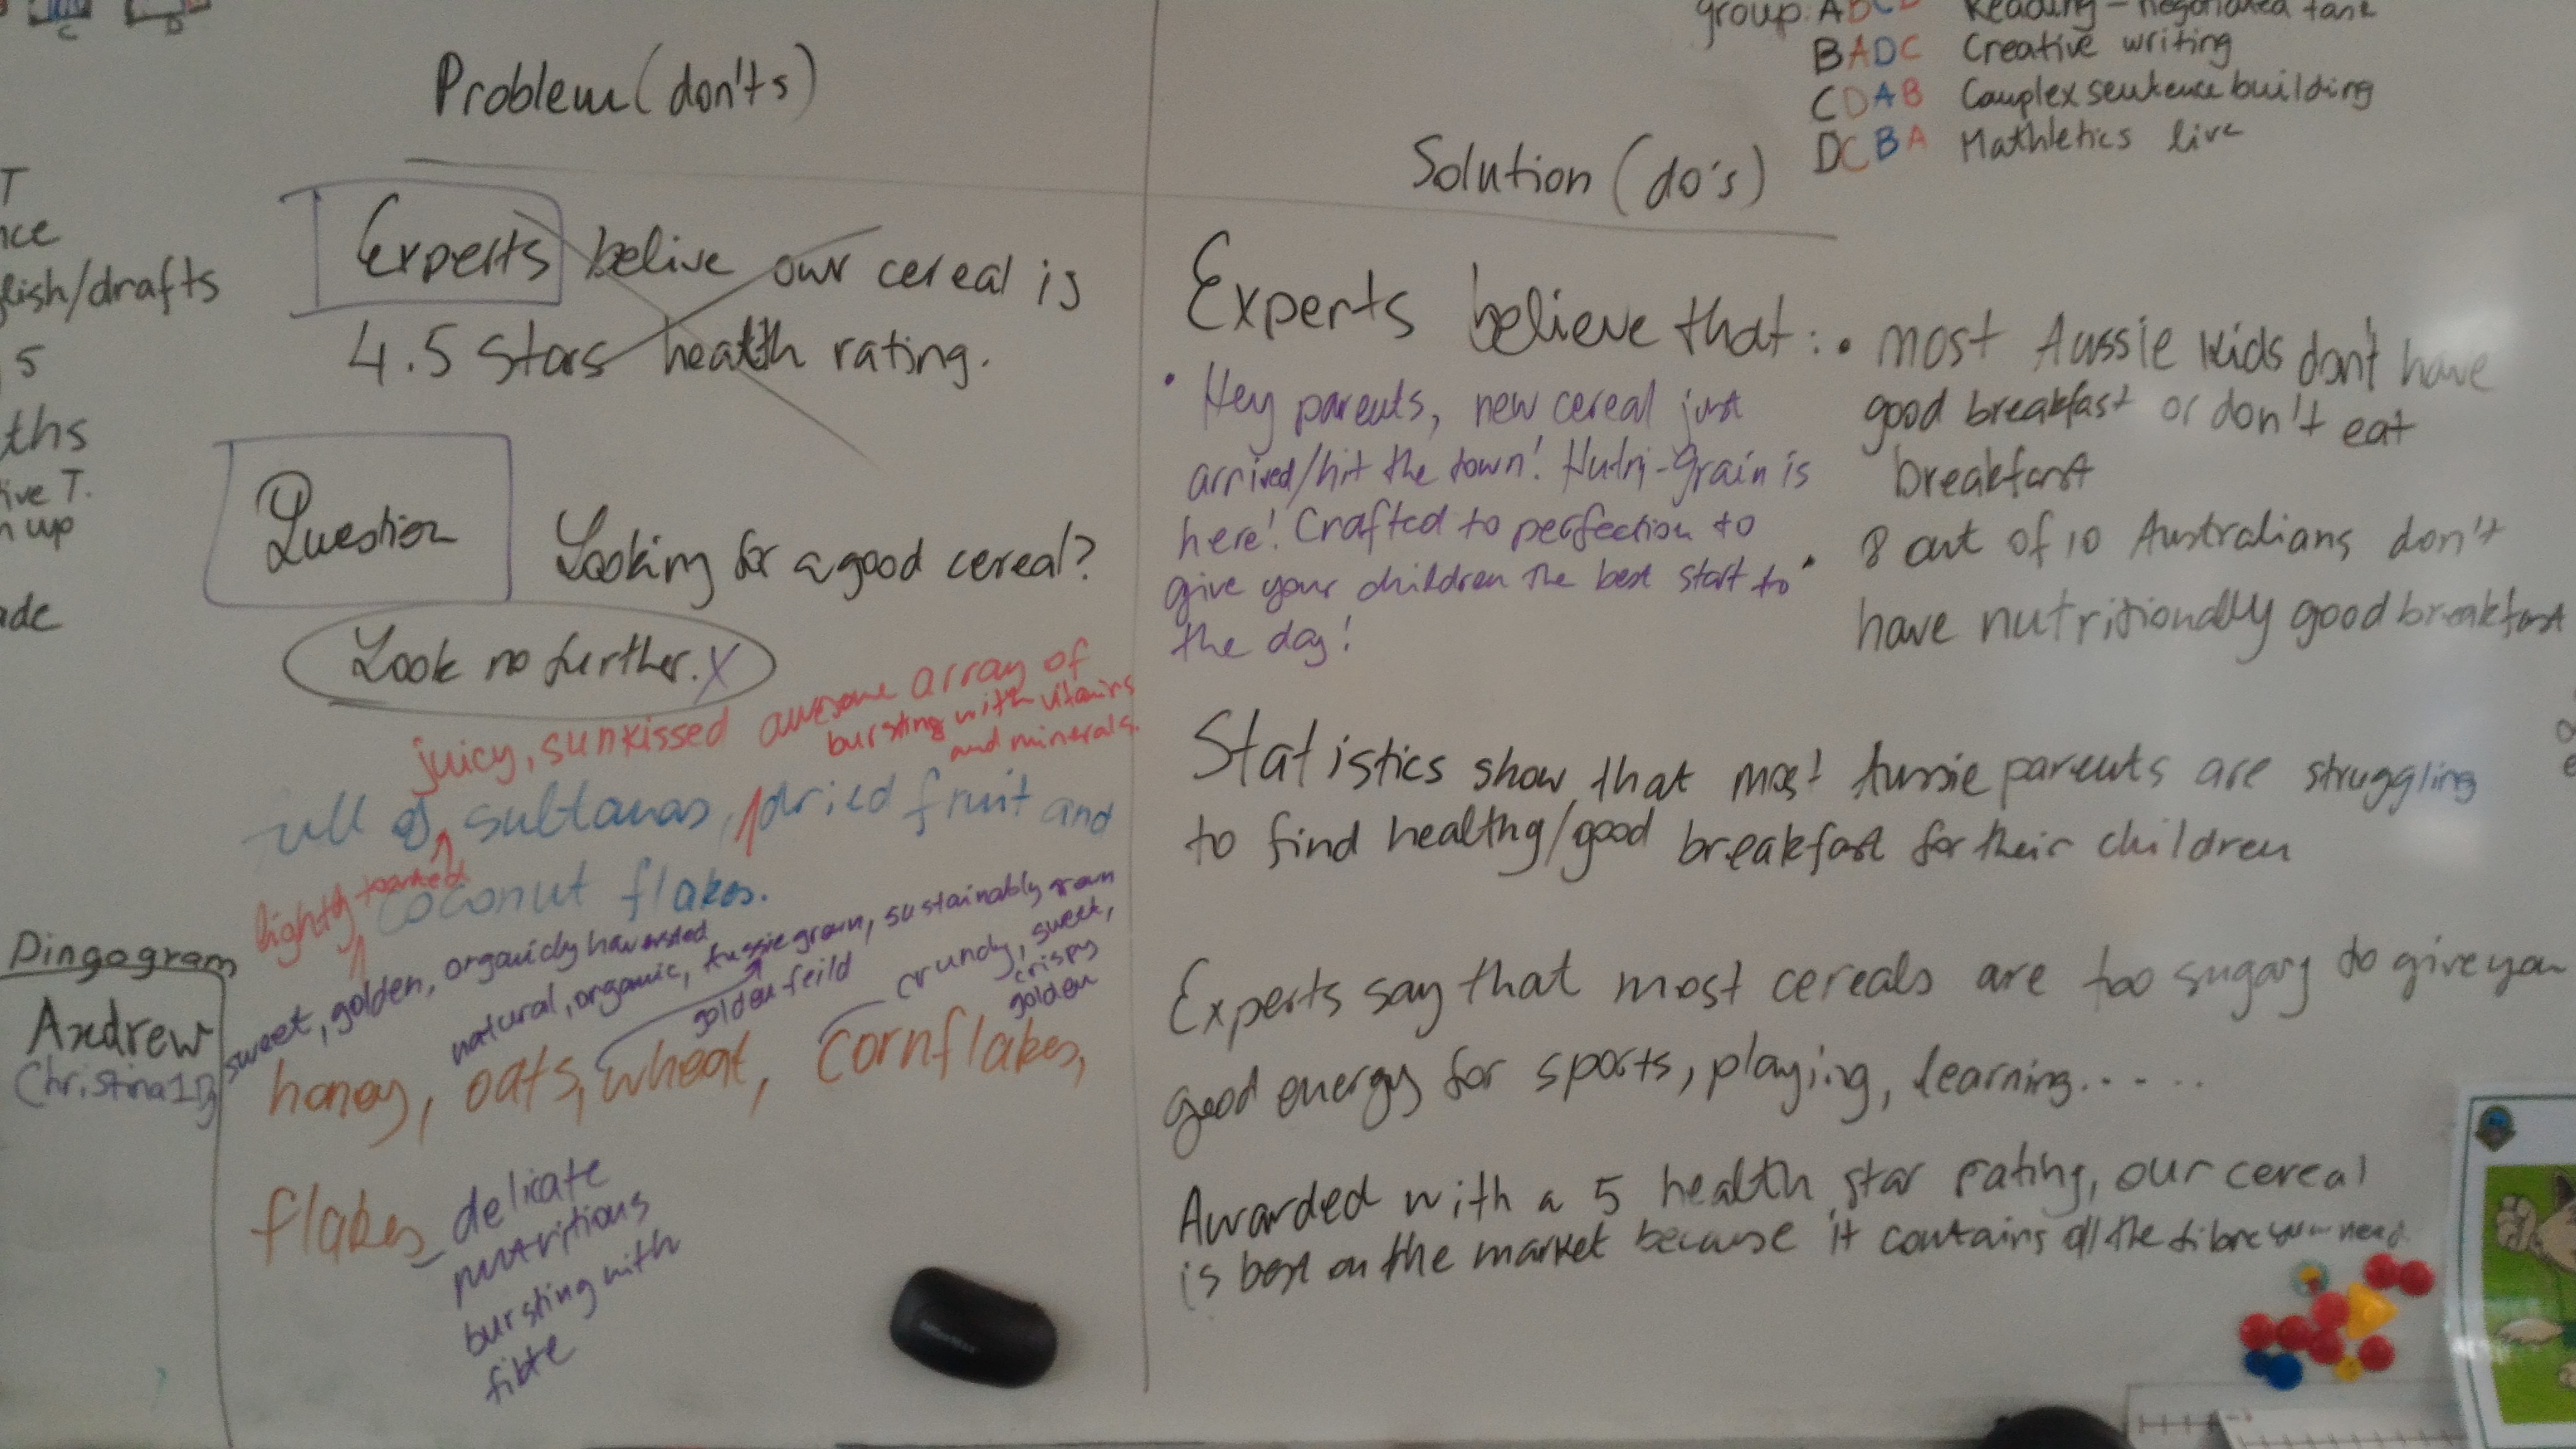 C
D
group: ABCD Reading - negotiated task
BADC Creative writing
CDAB Complex sentence building
DCBA Mathletics live
T
nce
lish/drafts
5
ths
ive T.
n up
ade
Dingogram
Axdrew
Christina1D
Problem (don'ts)
Experts belive our cereal is
4.5 stars health rating.
Question Looking for a good cereal?
Look no further. X
juicy, sunkissed awesome array of
bursting with vitamins
and minerals.
full of sultanas, dried fruit and
lightly toasted coconut flakes.
sweet, golden, organicly harvested
natural, organic, Aussie grown, sustainably grown
golden feild
crunchy, sweet,
crispy
golden
honey, oats, wheat, cornflakes,
flakes - delicate
nutritious
bursting with
fibre
Solution (do's)
Experts believe that:
• Hey parents, new cereal just
arrived/hit the town! Nutri-Grain is
here! Crafted to perfection to
give your children the best start to
the day!
• most Aussie kids don't have
good breakfast or don't eat
breakfast
• 8 out of 10 Australians don't
have nutritionally good breakfast
Statistics show that most Aussie parents are struggling
to find healthy/good breakfast for their children
Experts say that most cereals are too sugary to give you
good energy for sports, playing, learning.....
Awarded with a 5 health star rating, our cereal
is best on the market because it contains all the fibre you need.